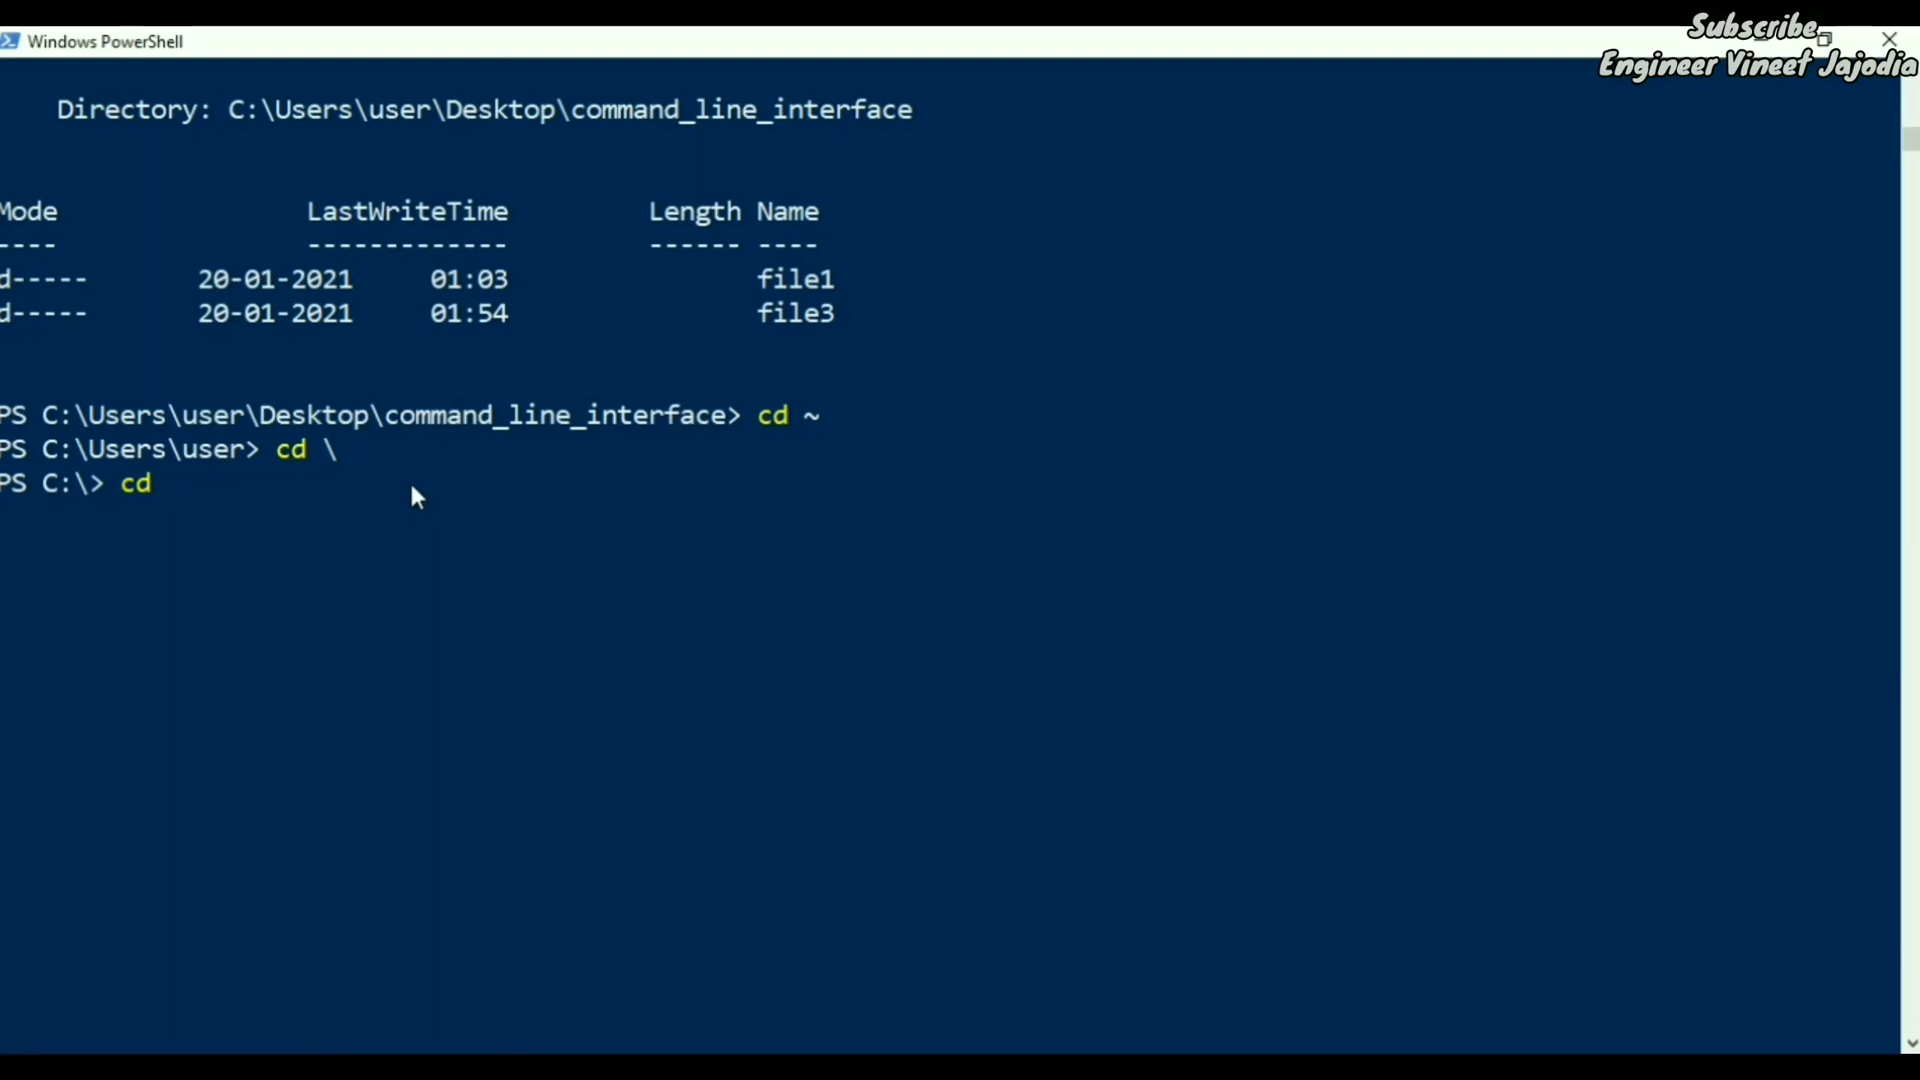 Subscribe
Engineer Vineet Jajodia
Windows PowerShell
Directory: C:\Users\user\Desktop\command_line_interface
Mode LastWriteTime Length Name
---- ------------- ------ ----
d----- 20-01-2021 01:03 file1
d----- 20-01-2021 01:54 file3
PS C:\Users\user\Desktop\command_line_interface> cd ~
PS C:\Users\user> cd \
PS C:\> cd